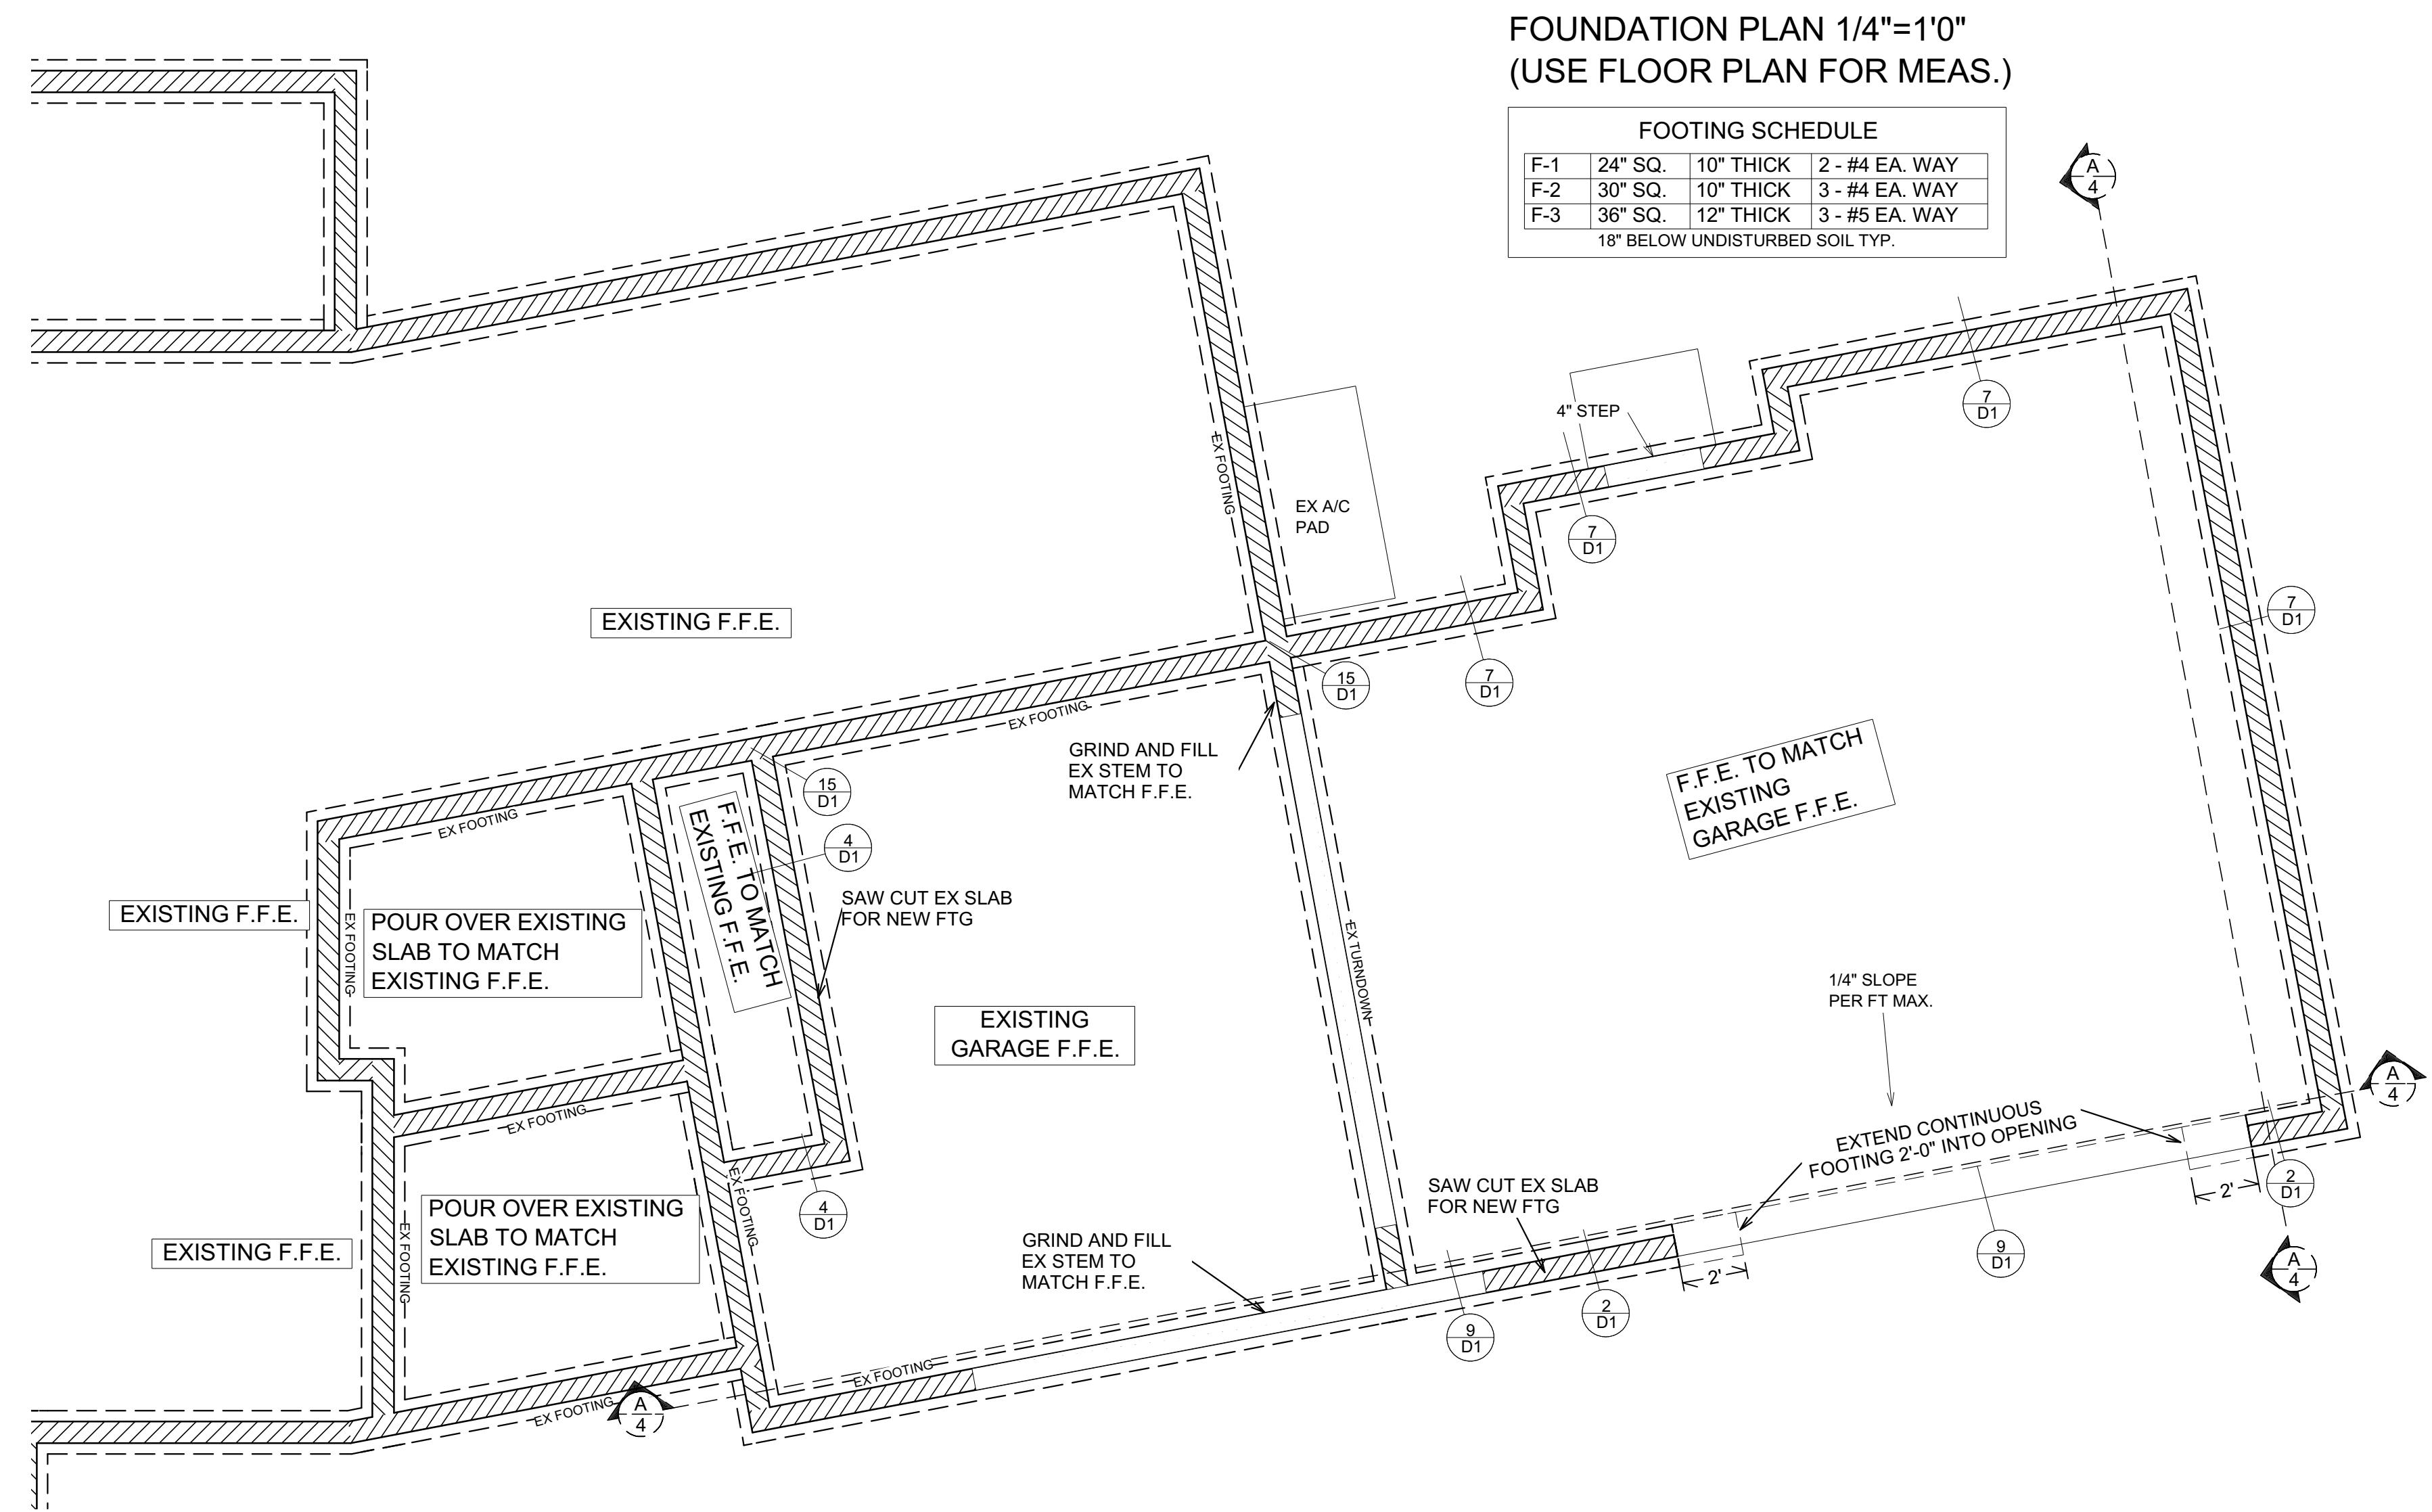 FOUNDATION PLAN 1/4"=1'0"
(USE FLOOR PLAN FOR MEAS.)
FOOTING SCHEDULE
F-1 24" SQ. 10" THICK 2 - #4 EA. WAY
F-2 30" SQ. 10" THICK 3 - #4 EA. WAY
F-3 36" SQ. 12" THICK 3 - #5 EA. WAY
18" BELOW UNDISTURBED SOIL TYP.
A
4
7
D1
4" STEP
EX FOOTING
EX A/C
PAD
7
D1
7
D1
EXISTING F.F.E.
15
D1
7
D1
EX FOOTING
GRIND AND FILL
EX STEM TO
MATCH F.F.E.
F.F.E. TO MATCH
EXISTING
GARAGE F.F.E.
15
D1
EX FOOTING
F.F.E. TO MATCH
EXISTING F.F.E.
4
D1
SAW CUT EX SLAB
FOR NEW FTG
EXISTING F.F.E.
EX FOOTING
POUR OVER EXISTING
SLAB TO MATCH
EXISTING F.F.E.
EX TURNDOWN
1/4" SLOPE
PER FT MAX.
EXISTING
GARAGE F.F.E.
A
4
EX FOOTING
EXTEND CONTINUOUS
FOOTING 2'-0" INTO OPENING
2'
2
D1
EX FOOTING
4
D1
SAW CUT EX SLAB
FOR NEW FTG
POUR OVER EXISTING
SLAB TO MATCH
EXISTING F.F.E.
EXISTING F.F.E.
EX FOOTING
GRIND AND FILL
EX STEM TO
MATCH F.F.E.
9
D1
A
4
2'
2
D1
9
D1
EX FOOTING
EX FOOTING
A
4